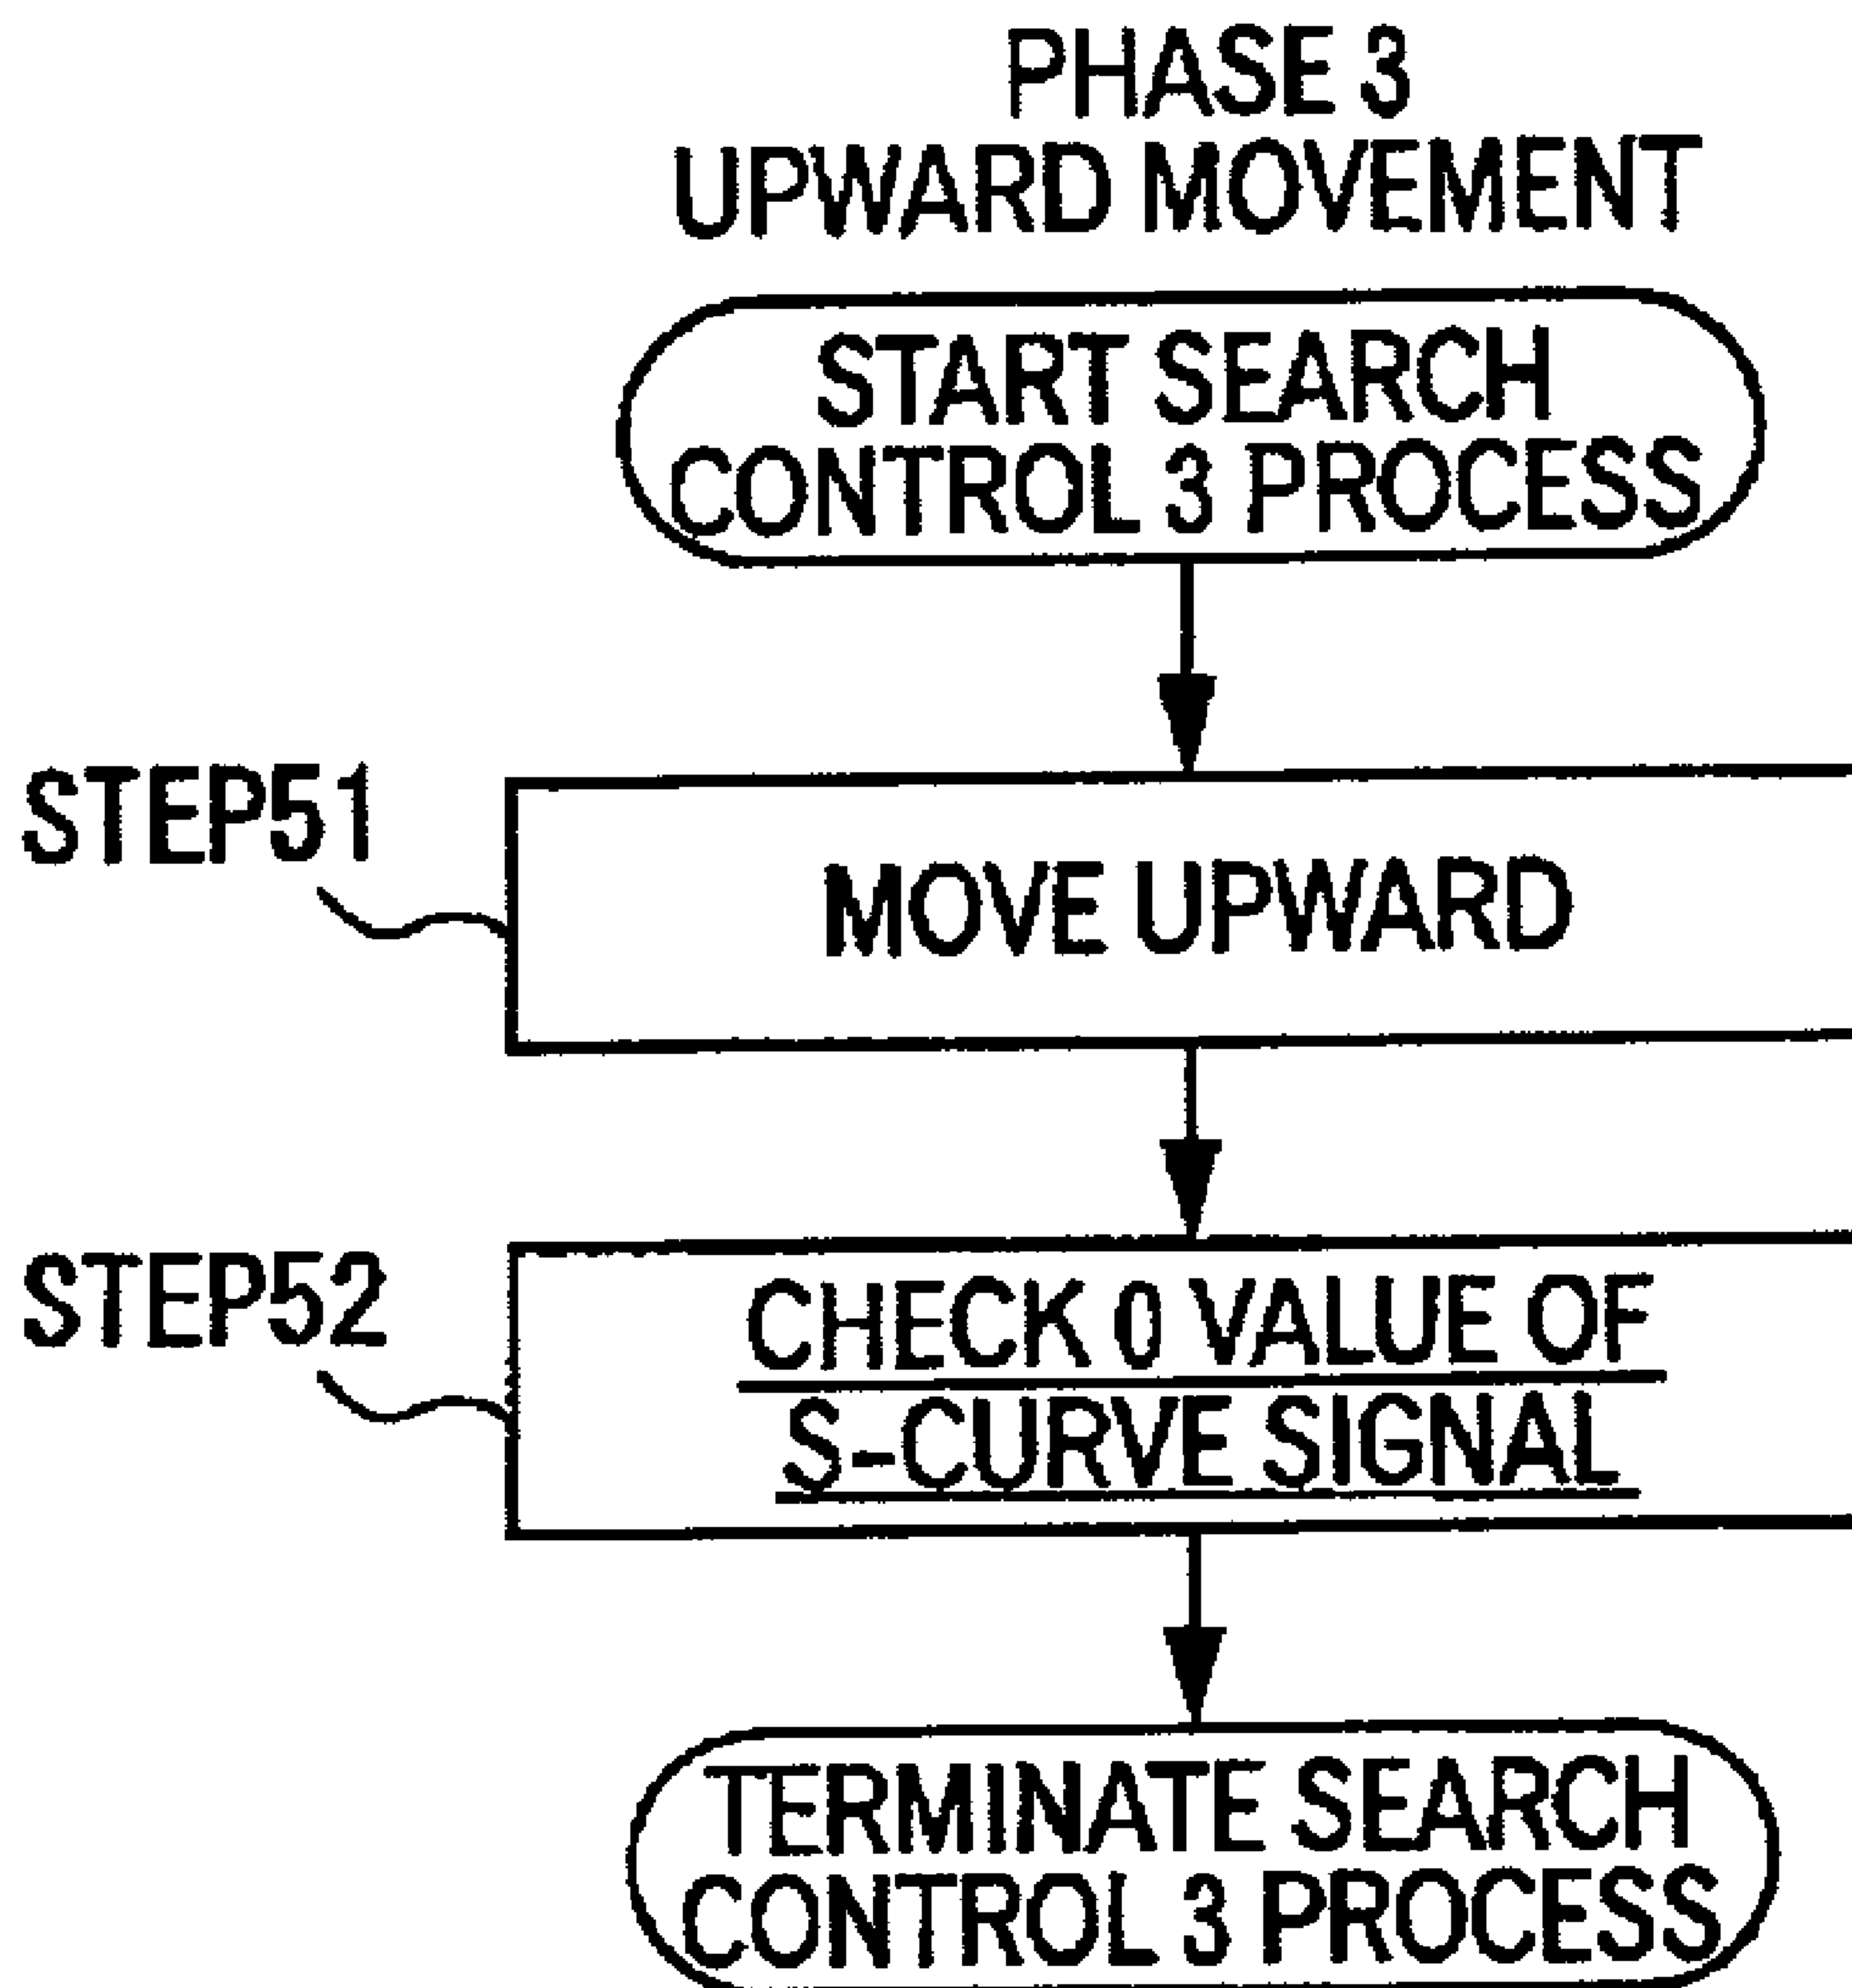 PHASE 3
UPWARD MOVEMENT
START SEARCH
CONTROL 3 PROCESS
STEP51
MOVE UPWARD
STEP52
CHECK 0 VALUE OF
S-CURVE SIGNAL
TERMINATE SEARCH
CONTROL 3 PROCESS